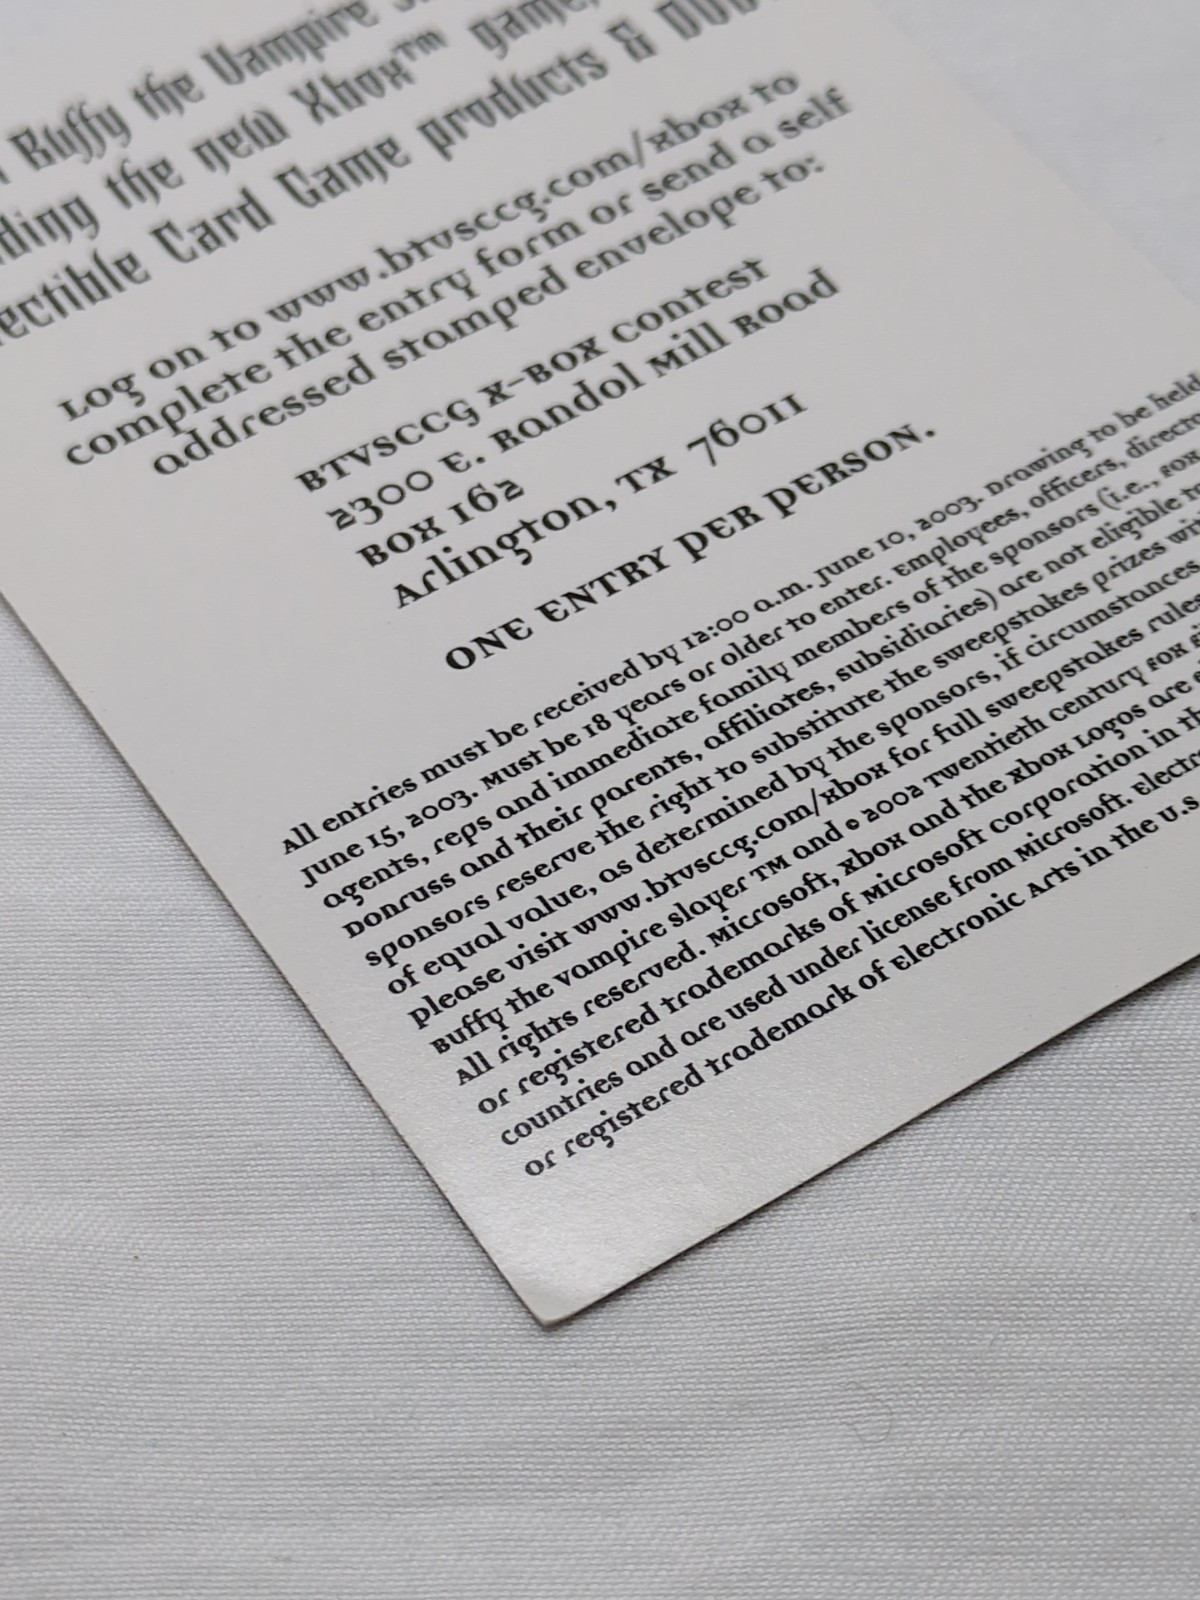 Buffy the Vampire
the new Xbox™ game,
Card Game products & DVDs
Log on to www.btvsccg.com/xbox to
complete the entry form or send a self
addressed stamped envelope to:
BTVSCCG X-Box Contest
2300 E. Randol Mill Road
Box 162
Arlington, TX 76011
ONE ENTRY PER PERSON.
All entries must be received by 12:00 a.m. June 10, 2003. Drawing to be held
June 15, 2003. Must be 18 years or older to enter. Employees, officers,
agents, reps and immediate family members of the sponsors (i.e., Fox
Donruss and their parents, affiliates, subsidiaries) are not eligible
sponsors reserve the right to substitute the sweepstakes prizes
of equal value, as determined by the sponsors, if circumstances
please visit www.btvsccg.com/xbox for full sweepstakes rules
Buffy the Vampire Slayer TM and © 2002 Twentieth Century Fox
All rights reserved. Microsoft, Xbox and the Xbox Logos are
or registered trademarks of Microsoft Corporation in
countries and are used under license from Microsoft.
or registered trademark of Electronic Arts in the U.S.